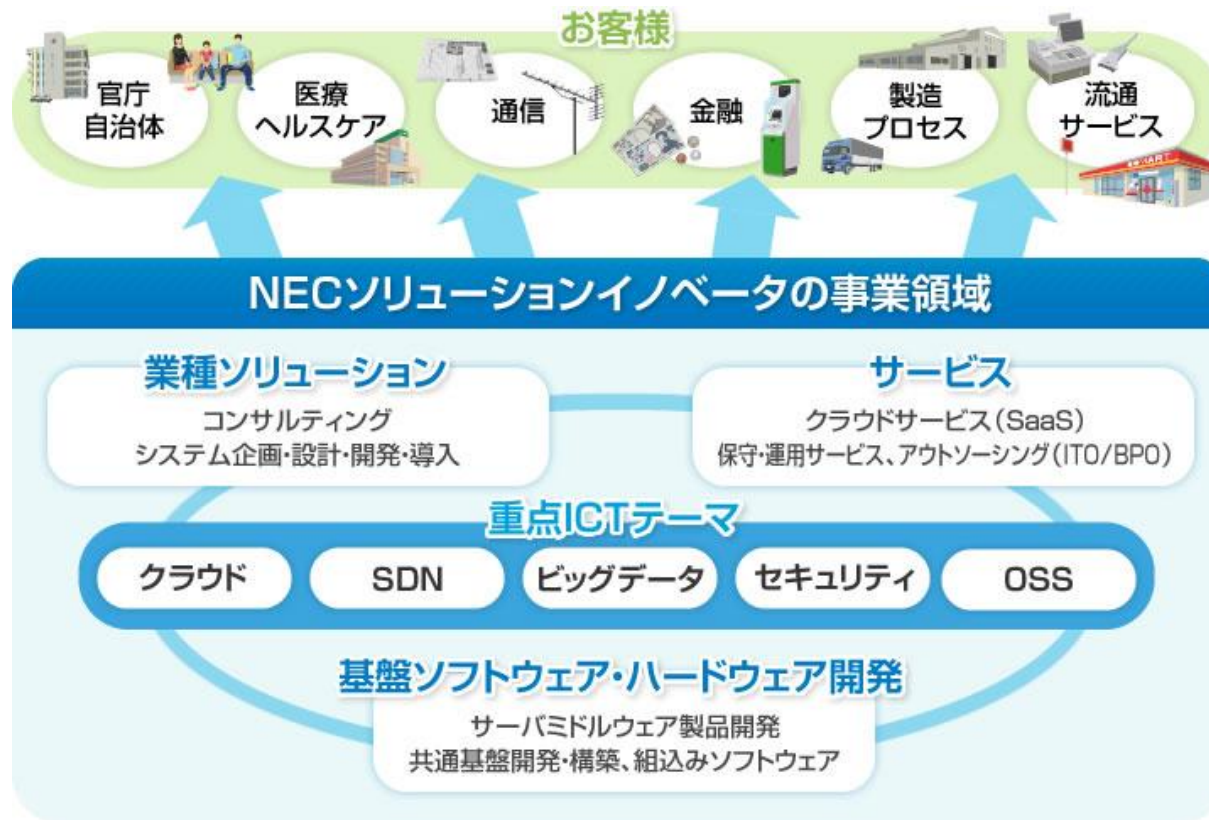 お客様
官庁
自治体
医療
ヘルスケア
通信
金融
製造
プロセス
流通
サービス
NECソリューションイノベータの事業領域
業種ソリューション
コンサルティング
システム企画・設計・開発・導入
サービス
クラウドサービス(SaaS)
保守・運用サービス、アウトソーシング(ITO/BPO)
重点ICTテーマ
クラウド
SDN
ビッグデータ
セキュリティ
OSS
基盤ソフトウェア・ハードウェア開発
サーバミドルウェア製品開発
共通基盤開発・構築、組込みソフトウェア